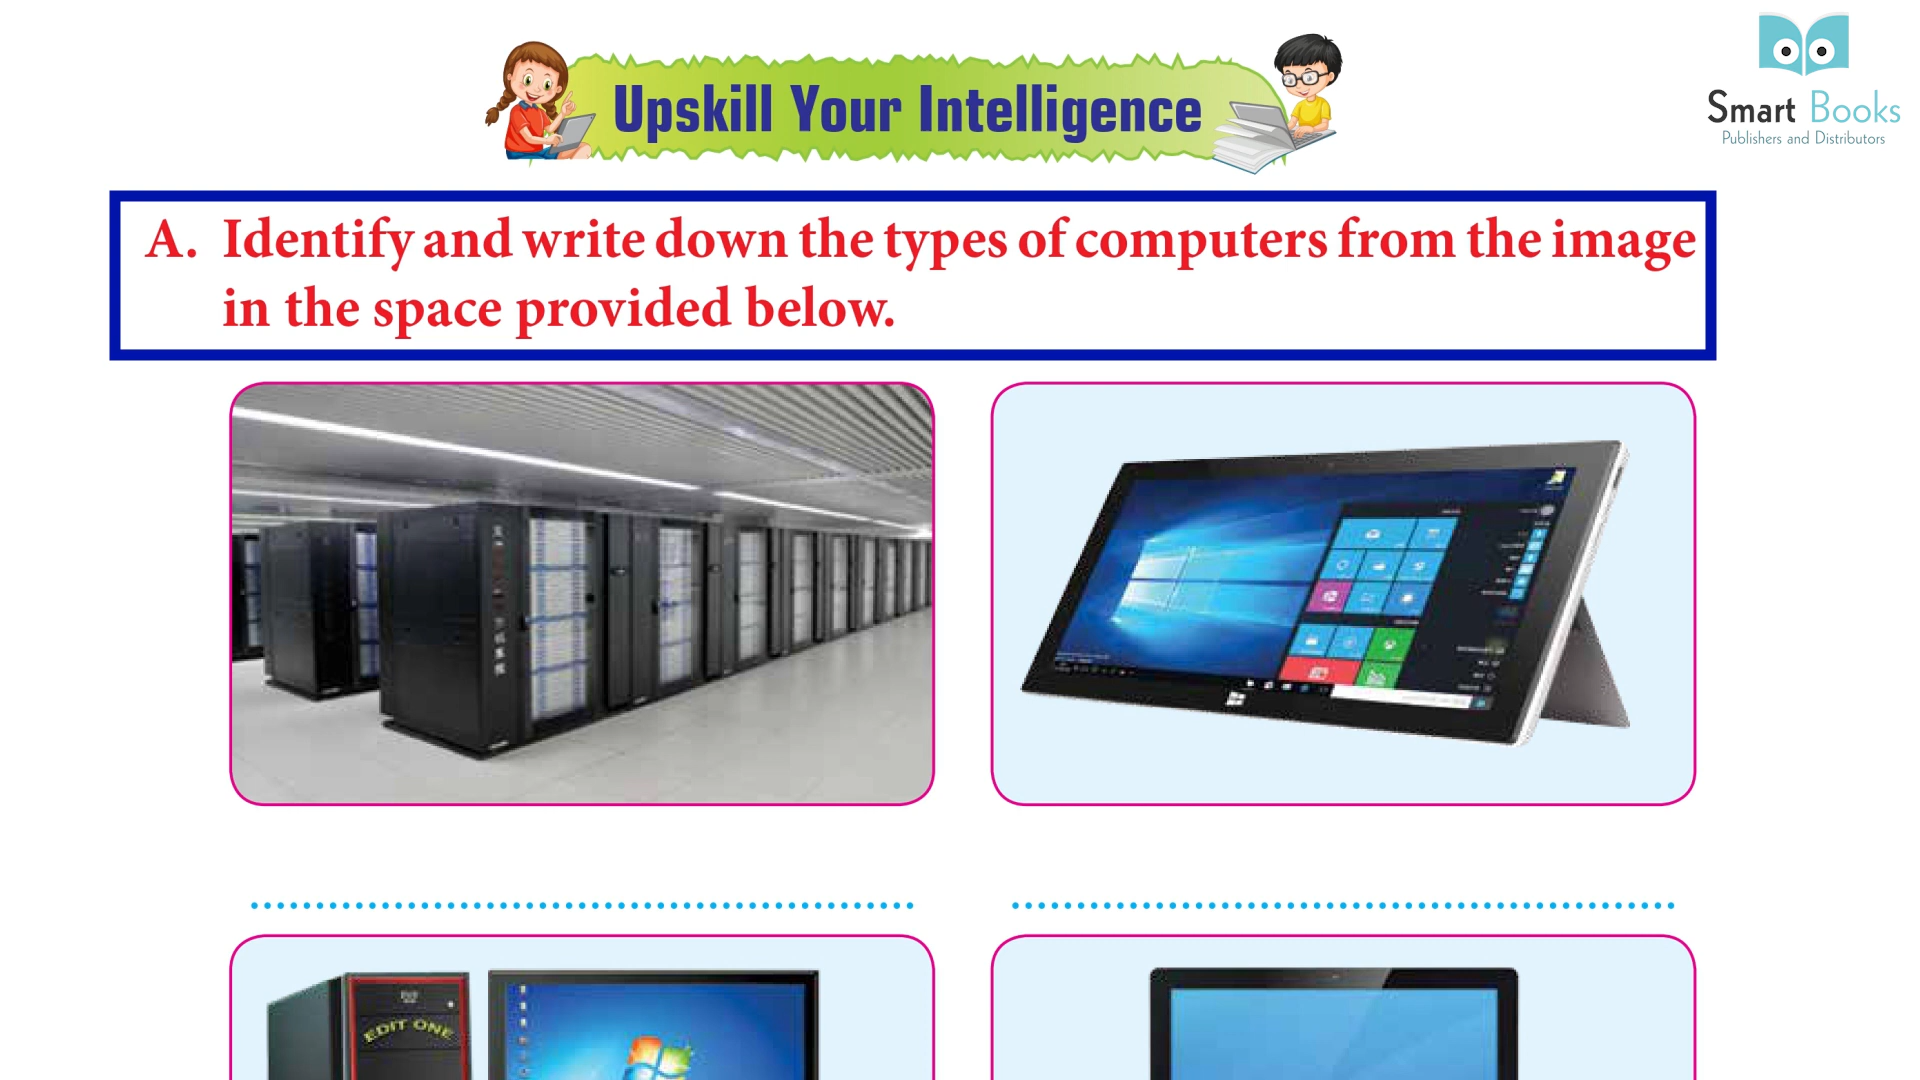 Upskill Your Intelligence
Smart Books
Publishers and Distributors
A. Identify and write down the types of computers from the image
in the space provided below.
DVD
EDIT ONE